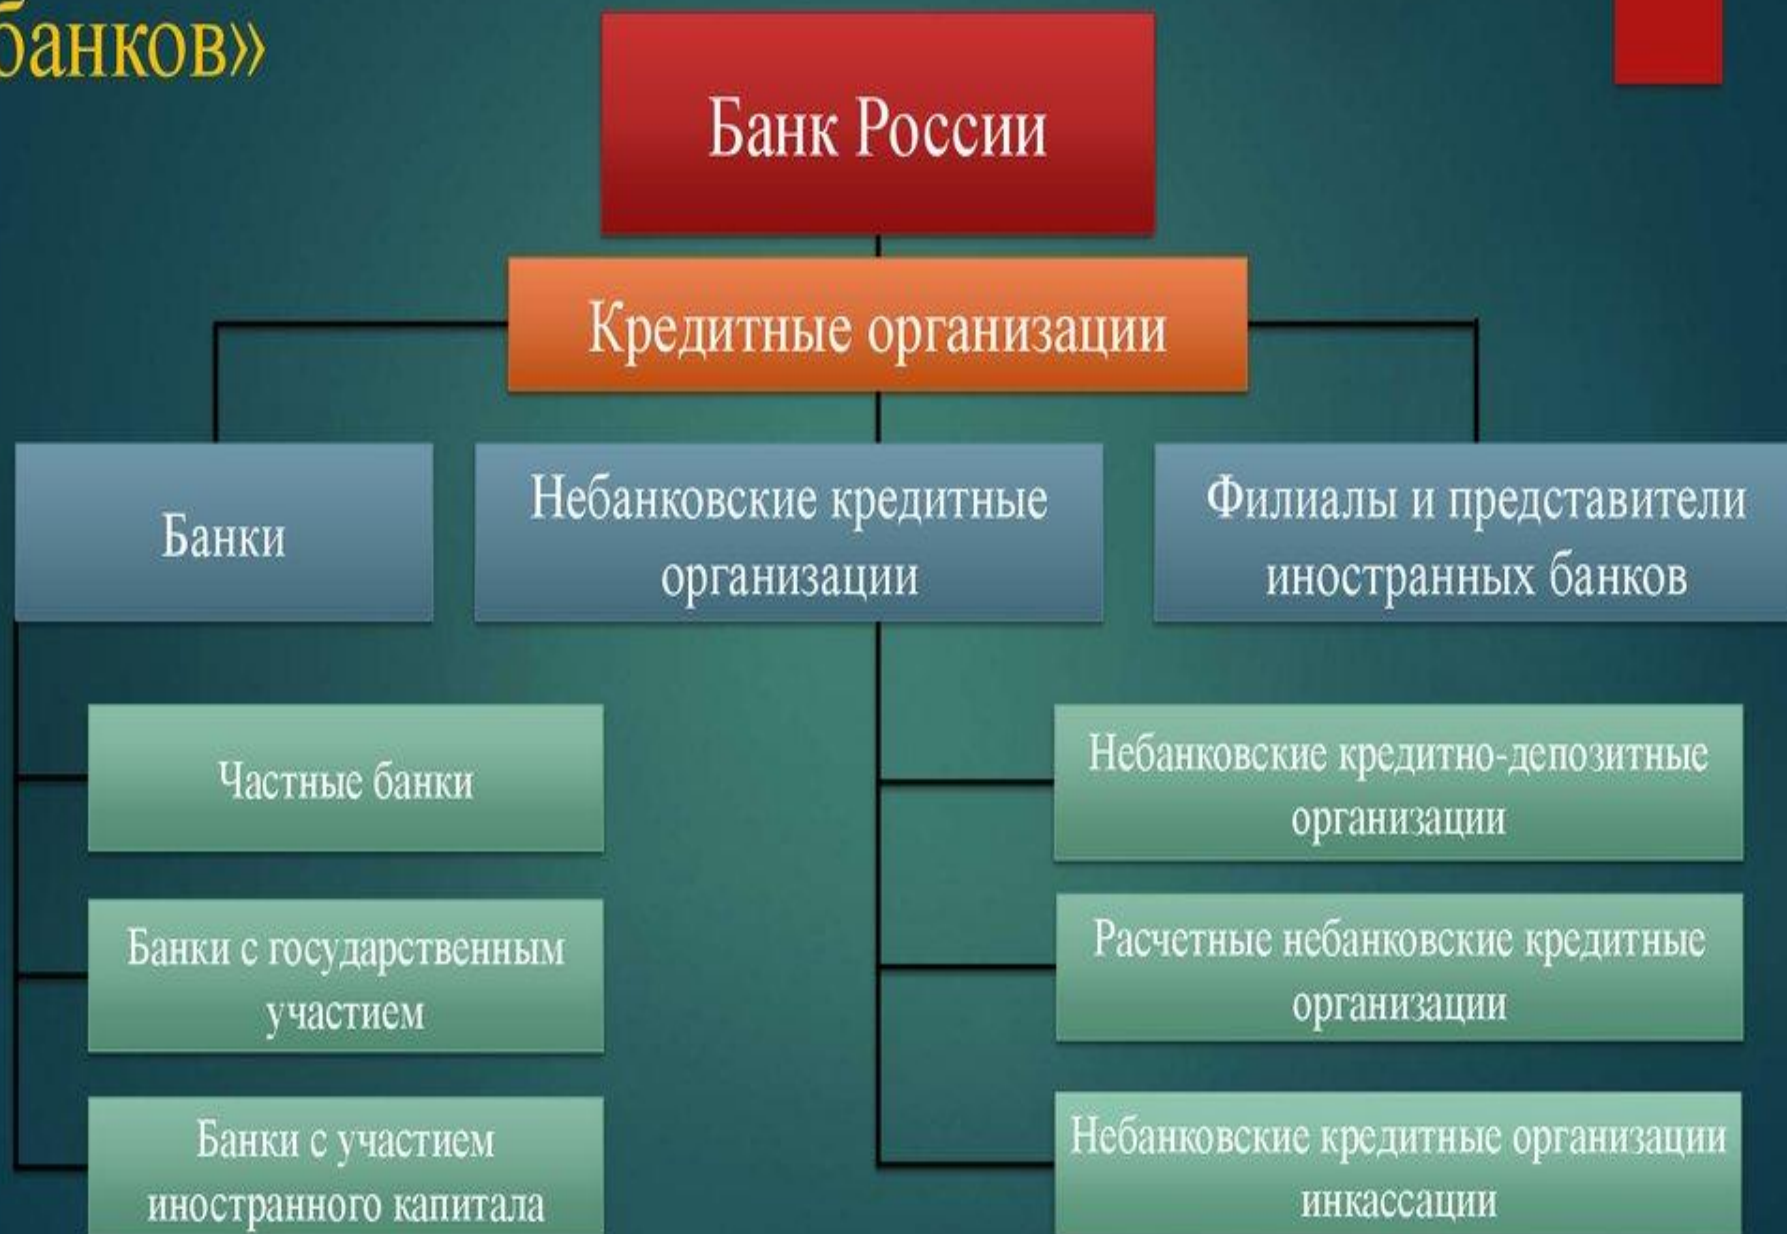 банков»
Банк России
Кредитные организации
Банки
Небанковские кредитные
организации
Филиалы и представители
иностранных банков
Частные банки
Банки с государственным
участием
Банки с участием
иностранного капитала
Небанковские кредитно-депозитные
организации
Расчетные небанковские кредитные
организации
Небанковские кредитные организации
инкассации